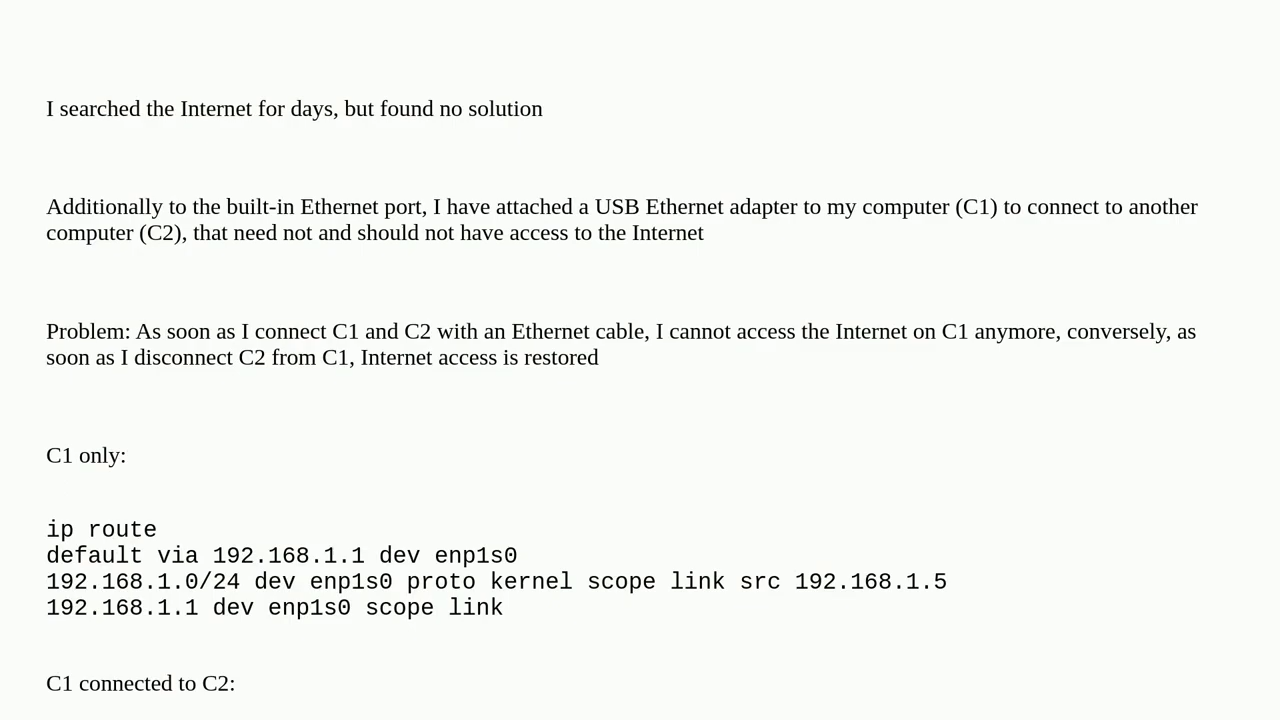 I searched the Internet for days, but found no solution
Additionally to the built-in Ethernet port, I have attached a USB Ethernet adapter to my computer (C1) to connect to another
computer (C2), that need not and should not have access to the Internet
Problem: As soon as I connect C1 and C2 with an Ethernet cable, I cannot access the Internet on C1 anymore, conversely, as
soon as I disconnect C2 from C1, Internet access is restored
C1 only:
ip route
default via 192.168.1.1 dev enp1s0
192.168.1.0/24 dev enp1s0 proto kernel scope link src 192.168.1.5
192.168.1.1 dev enp1s0 scope link
C1 connected to C2: